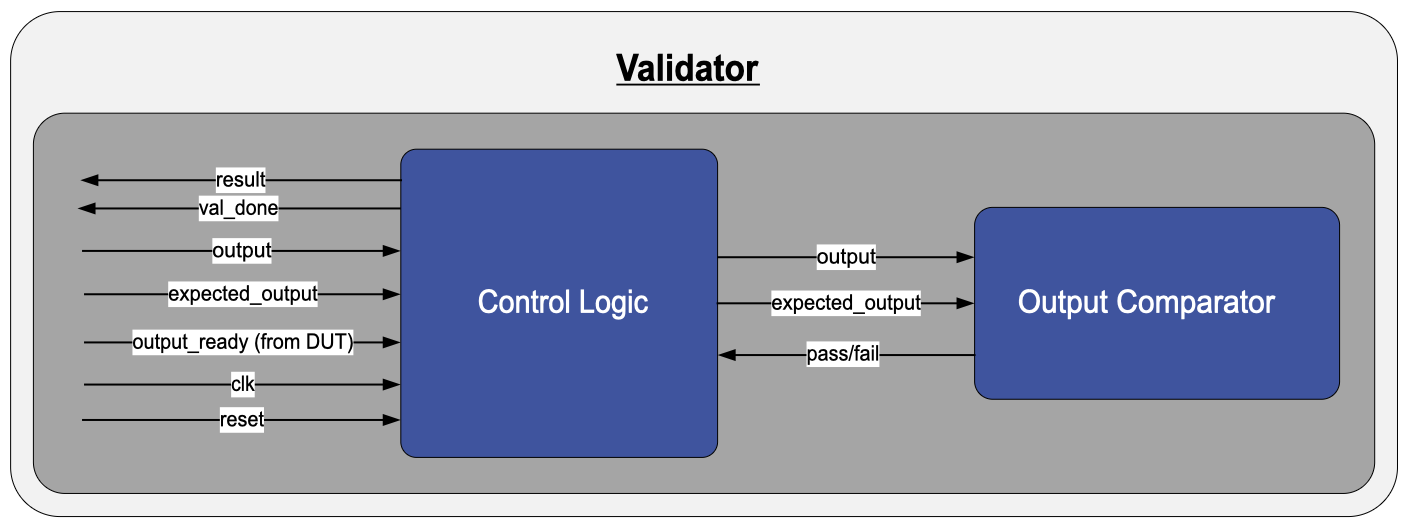 Validator
result
val_done
output
expected_output
output_ready (from DUT)
clk
reset
Control Logic
output
expected_output
pass/fail
Output Comparator